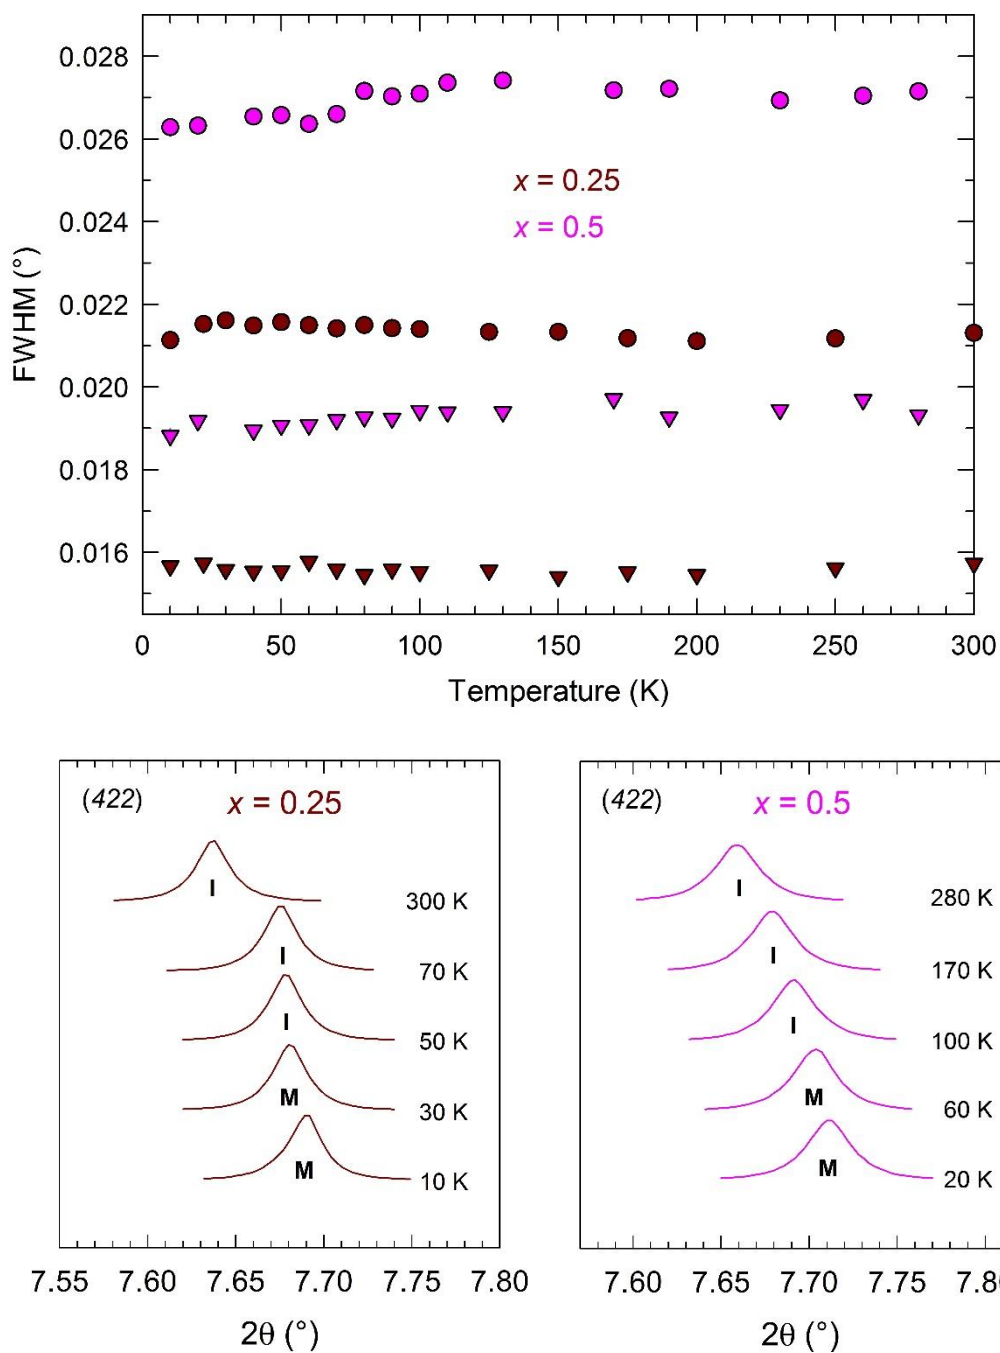 0.028
0.026
0.024
0.022
0.020
0.018
0.016
FWHM (°)
x = 0.25
x = 0.5
0 50 100 150 200 250 300
Temperature (K)
(422) x = 0.25
I 300 K
I 70 K
I 50 K
M 30 K
M 10 K
7.55 7.60 7.65 7.70 7.75 7.80
2θ (°)
(422) x = 0.5
I 280 K
I 170 K
I 100 K
M 60 K
M 20 K
7.60 7.65 7.70 7.75 7.8
2θ (°)